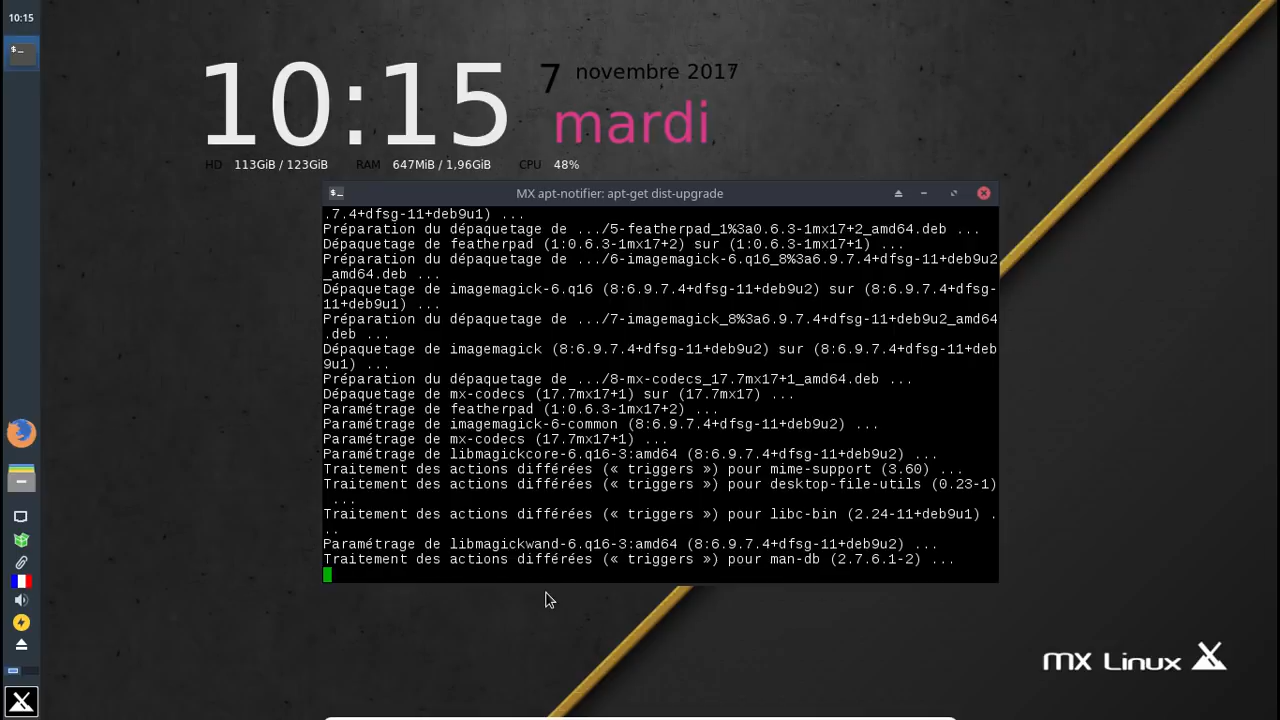 10:15
10:15
7 novembre 2017
mardi
HD 113GiB / 123GiB RAM 647MiB / 1,96GiB CPU 48%
$_
$_ MX apt-notifier: apt-get dist-upgrade
.7.4+dfsg-11+deb9u1) ...
Préparation du dépaquetage de .../5-featherpad_1%3a0.6.3-1mx17+2_amd64.deb ...
Dépaquetage de featherpad (1:0.6.3-1mx17+2) sur (1:0.6.3-1mx17+1) ...
Préparation du dépaquetage de .../6-imagemagick-6.q16_8%3a6.9.7.4+dfsg-11+deb9u2
_amd64.deb ...
Dépaquetage de imagemagick-6.q16 (8:6.9.7.4+dfsg-11+deb9u2) sur (8:6.9.7.4+dfsg-
11+deb9u1) ...
Préparation du dépaquetage de .../7-imagemagick_8%3a6.9.7.4+dfsg-11+deb9u2_amd64
.deb ...
Dépaquetage de imagemagick (8:6.9.7.4+dfsg-11+deb9u2) sur (8:6.9.7.4+dfsg-11+deb
9u1) ...
Préparation du dépaquetage de .../8-mx-codecs_17.7mx17+1_amd64.deb ...
Dépaquetage de mx-codecs (17.7mx17+1) sur (17.7mx17) ...
Paramétrage de featherpad (1:0.6.3-1mx17+2) ...
Paramétrage de imagemagick-6-common (8:6.9.7.4+dfsg-11+deb9u2) ...
Paramétrage de mx-codecs (17.7mx17+1) ...
Paramétrage de libmagickcore-6.q16-3:amd64 (8:6.9.7.4+dfsg-11+deb9u2) ...
Traitement des actions différées (« triggers ») pour mime-support (3.60) ...
Traitement des actions différées (« triggers ») pour desktop-file-utils (0.23-1)
...
Traitement des actions différées (« triggers ») pour libc-bin (2.24-11+deb9u1) .
..
Paramétrage de libmagickwand-6.q16-3:amd64 (8:6.9.7.4+dfsg-11+deb9u2) ...
Traitement des actions différées (« triggers ») pour man-db (2.7.6.1-2) ...
MX Linux